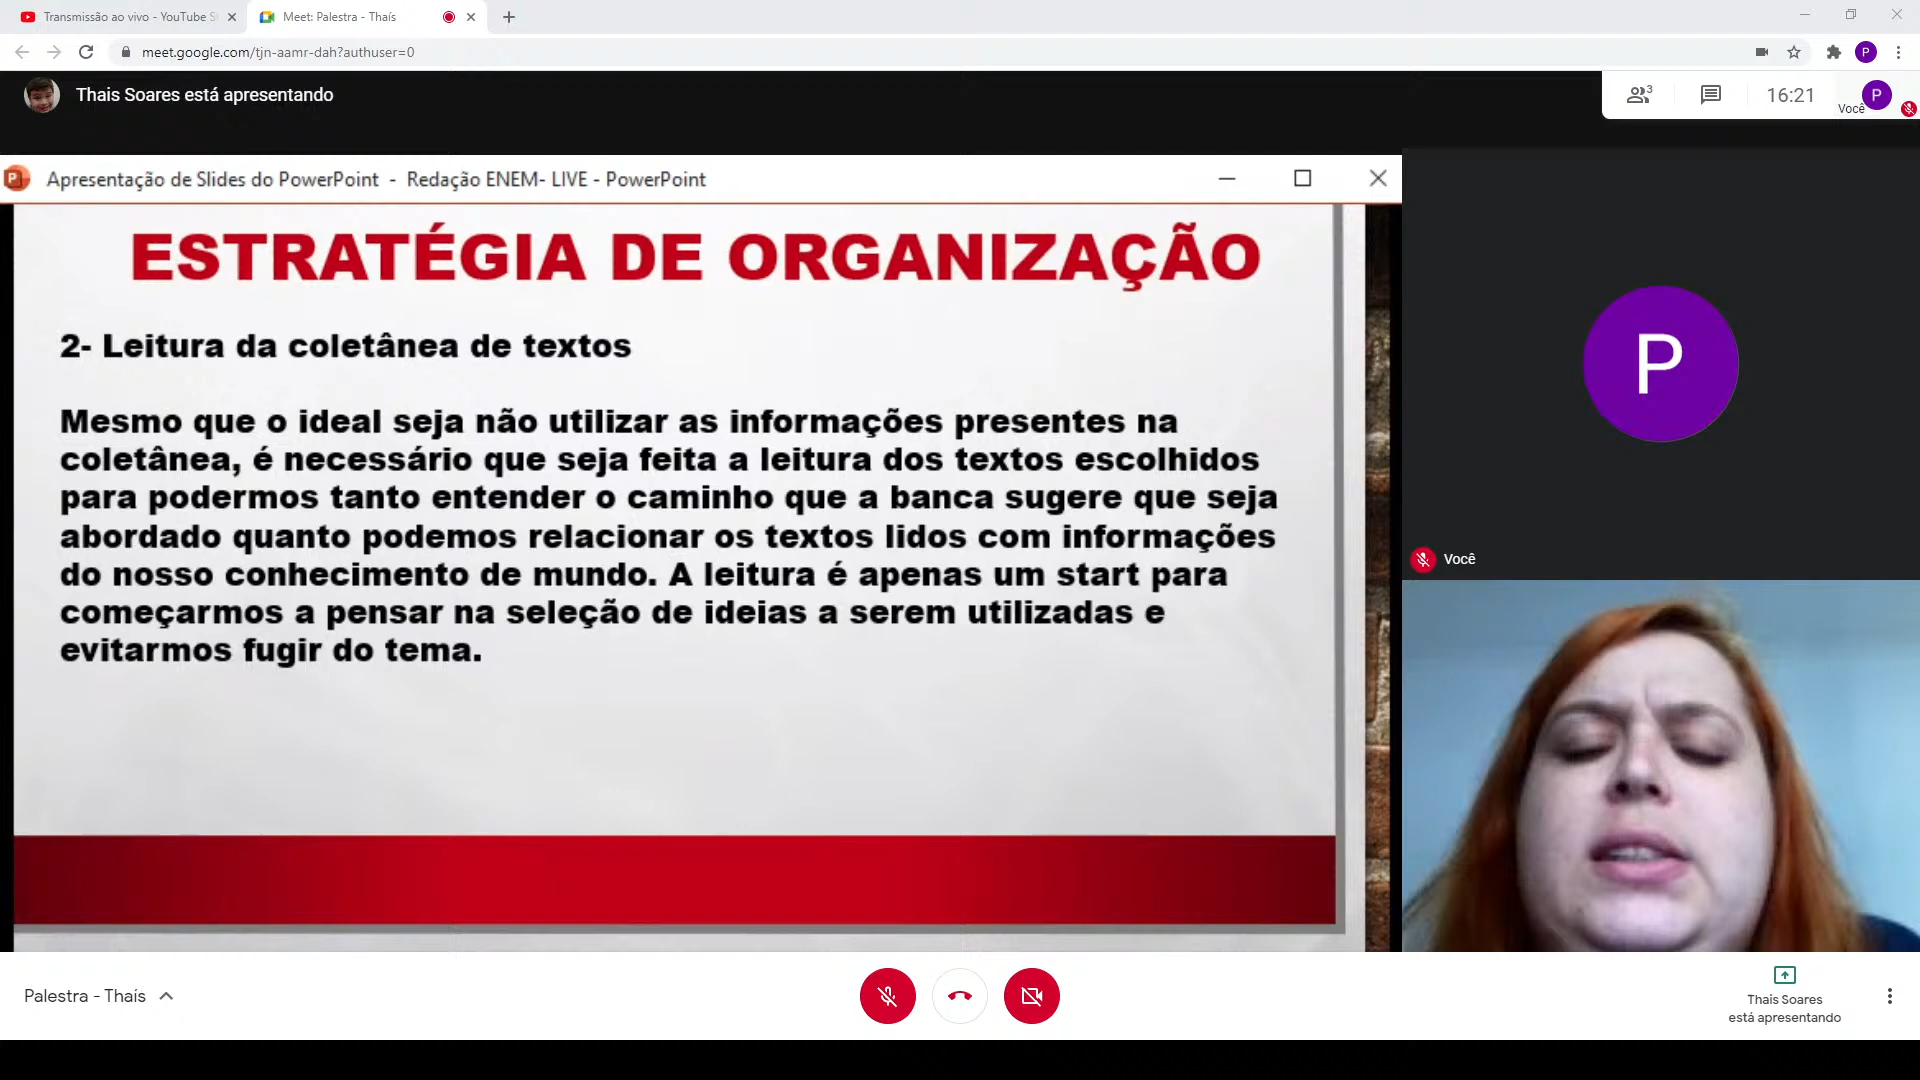 Transmissão ao vivo - YouTube S
Meet: Palestra - Thaís
meet.google.com/tjn-aamr-dah?authuser=0
P
Thais Soares está apresentando
3
16:21
Você
P
Apresentação de Slides do PowerPoint - Redação ENEM- LIVE - PowerPoint
ESTRATÉGIA DE ORGANIZAÇÃO
2- Leitura da coletânea de textos
Mesmo que o ideal seja não utilizar as informações presentes na
coletânea, é necessário que seja feita a leitura dos textos escolhidos
para podermos tanto entender o caminho que a banca sugere que seja
abordado quanto podemos relacionar os textos lidos com informações
do nosso conhecimento de mundo. A leitura é apenas um start para
começarmos a pensar na seleção de ideias a serem utilizadas e
evitarmos fugir do tema.
P
Você
Palestra - Thaís
Thais Soares
está apresentando